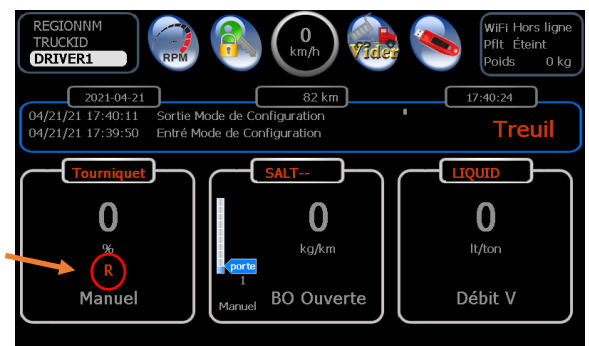 REGIONNM
TRUCKID
DRIVER1
RPM
0
km/h
Vider
WiFi Hors ligne
Pflt Éteint
Poids 0 kg
2021-04-21
82 km
17:40:24
04/21/21 17:40:11 Sortie Mode de Configuration
04/21/21 17:39:50 Entré Mode de Configuration
Treuil
Tourniquet
0
%
R
Manuel
SALT--
0
kg/km
porte
1
Manuel
BO Ouverte
LIQUID
0
lt/ton
Débit V